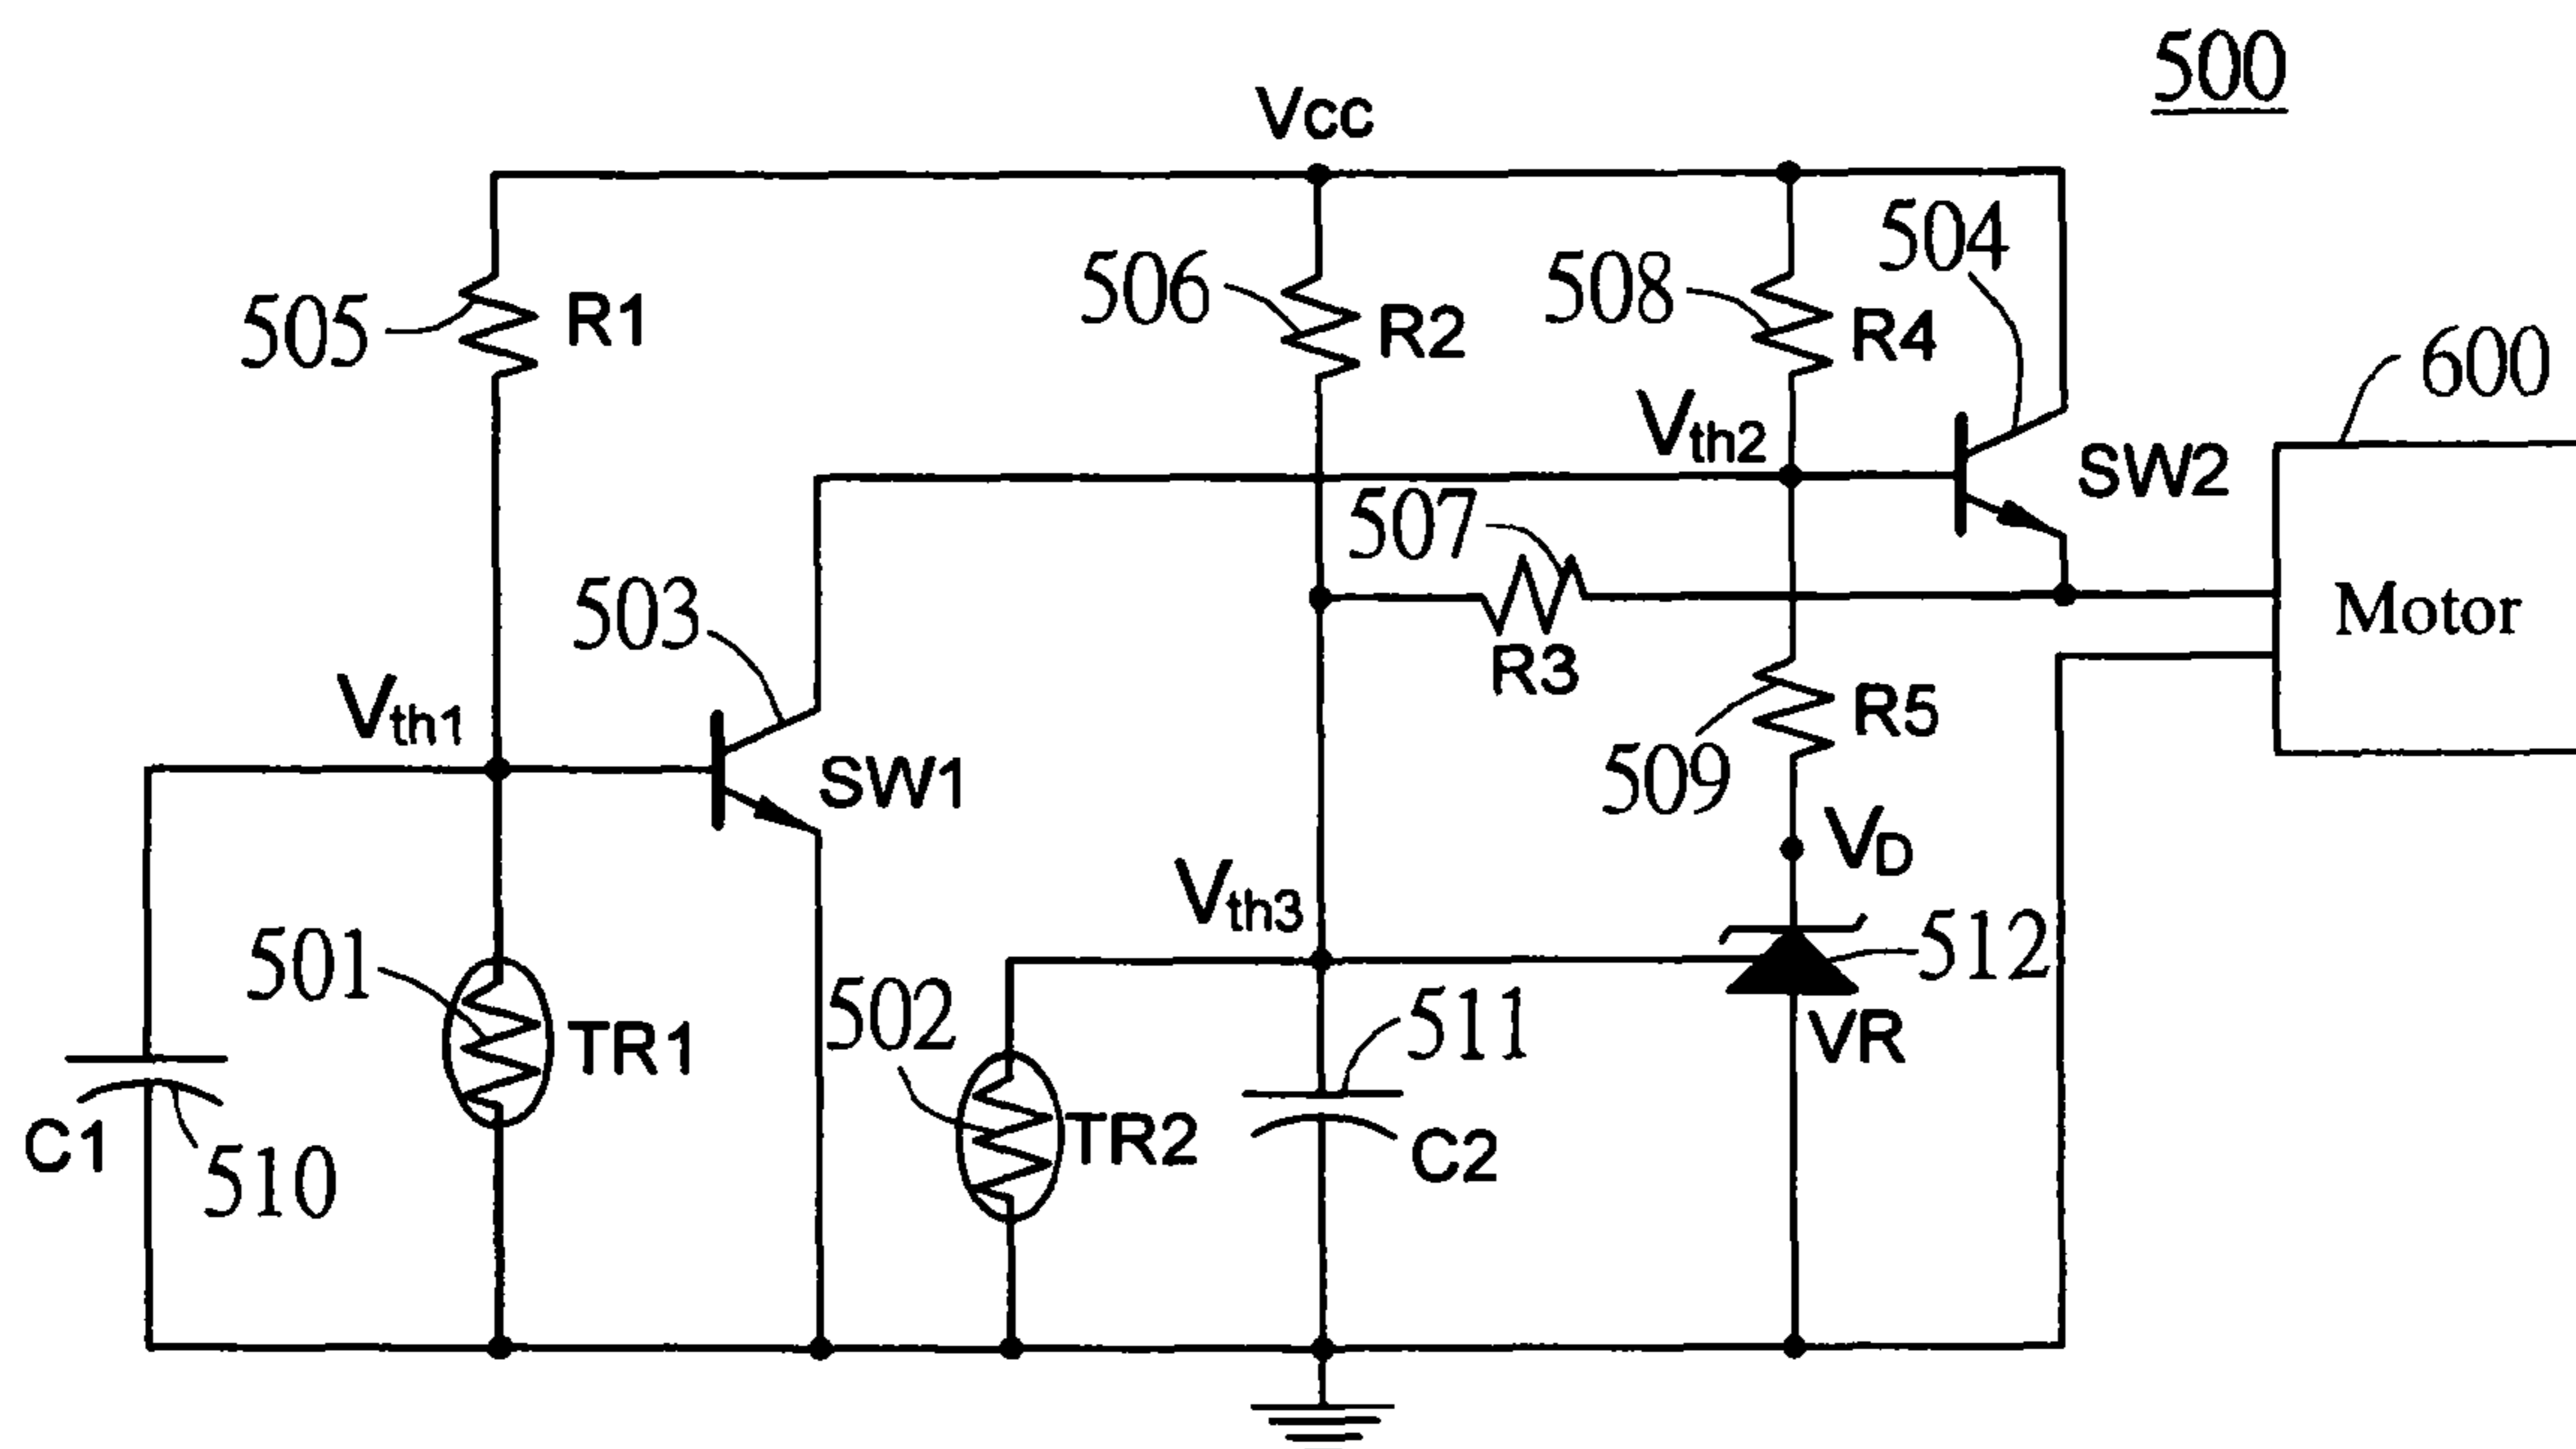 500
Vcc
505
R1
506
R2
508
R4
504
600
Vth2
SW2
507
503
R3
Motor
Vth1
SW1
R5
509
VD
Vth3
501
TR1
502
TR2
511
512
VR
C1
510
C2